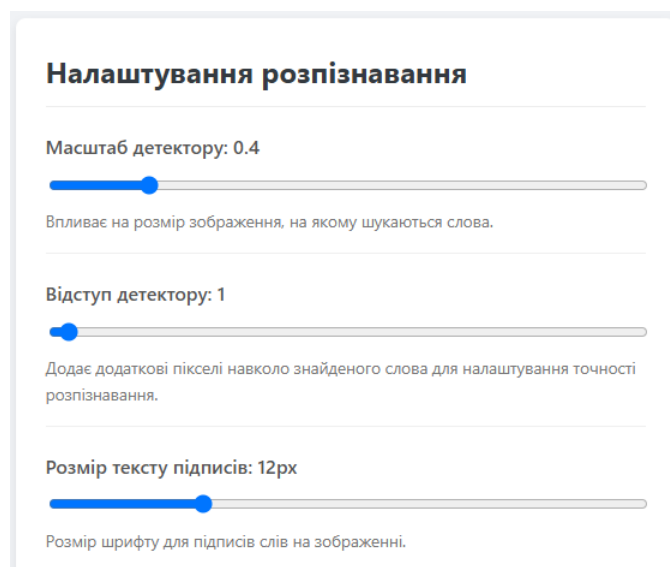 Налаштування розпізнавання
Масштаб детектору: 0.4
Впливає на розмір зображення, на якому шукаються слова.
Відступ детектору: 1
Додає додаткові пікселі навколо знайденого слова для налаштування точності
розпізнавання.
Розмір тексту підписів: 12px
Розмір шрифту для підписів слів на зображенні.